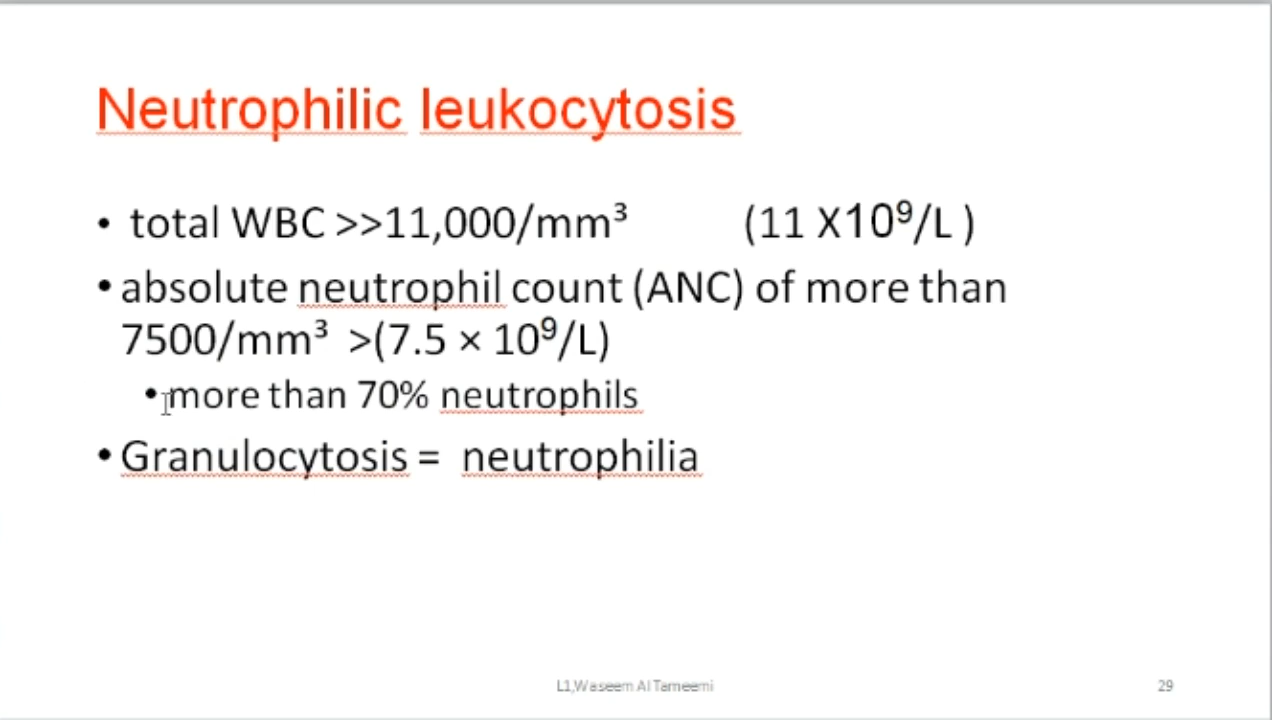 Neutrophilic leukocytosis
• total WBC >>11,000/mm³ (11 X10⁹/L )
• absolute neutrophil count (ANC) of more than
7500/mm³ >(7.5 × 10⁹/L)
• more than 70% neutrophils
• Granulocytosis = neutrophilia
L1,Waseem Al Tameemi
29